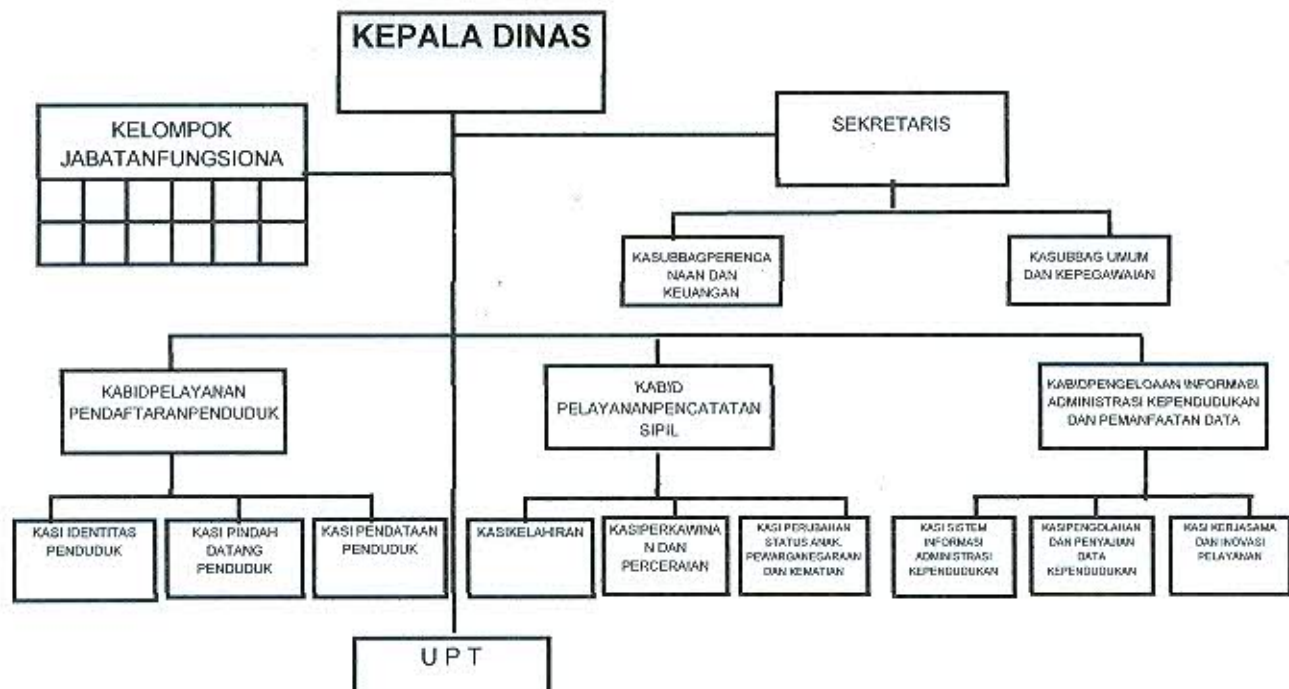 KEPALA DINAS
KELOMPOK
JABATANFUNGSIONA
SEKRETARIS
KASUBBAGPERENCA
NAAN DAN
KEUANGAN
KASUBBAG UMUM
DAN KEPEGAWAIAN
KABIDPELAYANAN
PENDAFTARANPENDUDUK
KABID
PELAYANANPENCATATAN
SIPIL
KABIDPENGELOAAN INFORMASI
ADMINISTRASI KEPENDUDUKAN
DAN PEMANFAATAN DATA
KASI IDENTITAS
PENDUDUK
KASI PINDAH
DATANG
PENDUDUK
KASI PENDATAAN
PENDUDUK
KASIKELAHIRAN
KASIPERKAWINA
N DAN
PERCERAIAN
KASI PERUBAHAN
STATUS ANAK,
PEWARGANEGARAAN
DAN KEMATIAN
KASI SISTEM
INFORMASI
ADMINISTRASI
KEPENDUDUKAN
KASIPENGOLAHAN
DAN PENYAJIAN
DATA
KEPENDUDUKAN
KASI KERJASAMA
DAN INOVASI
PELAYANAN
U P T